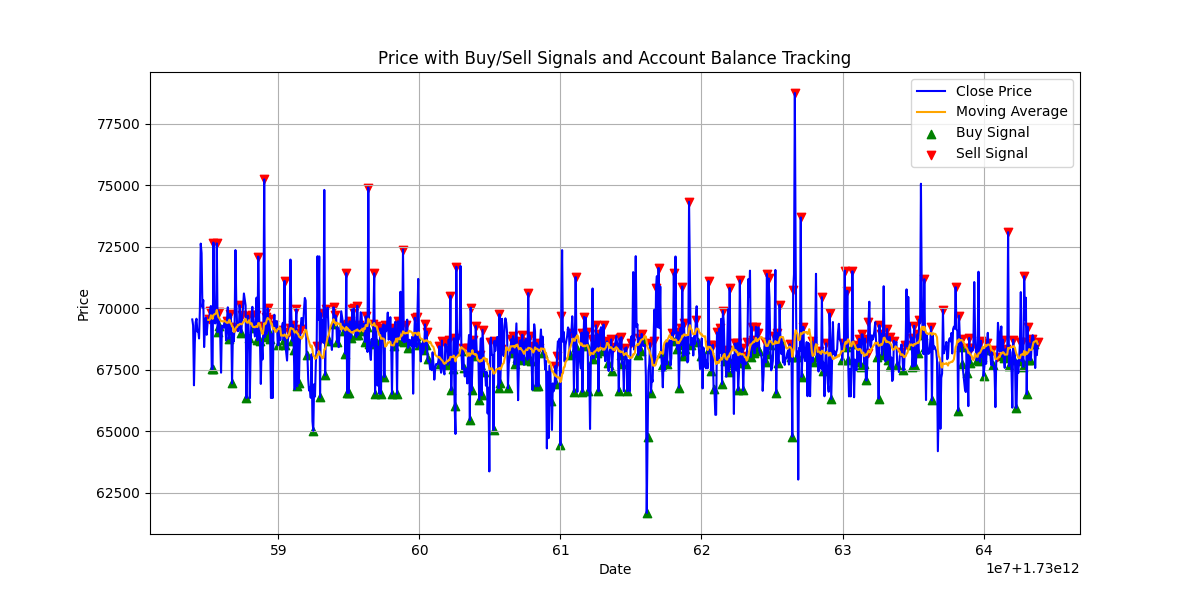 Price with Buy/Sell Signals and Account Balance Tracking
Close Price
Moving Average
Buy Signal
Sell Signal
Price
77500
75000
72500
70000
67500
65000
62500
59 60 61 62 63 64
1e7+1.73e12
Date